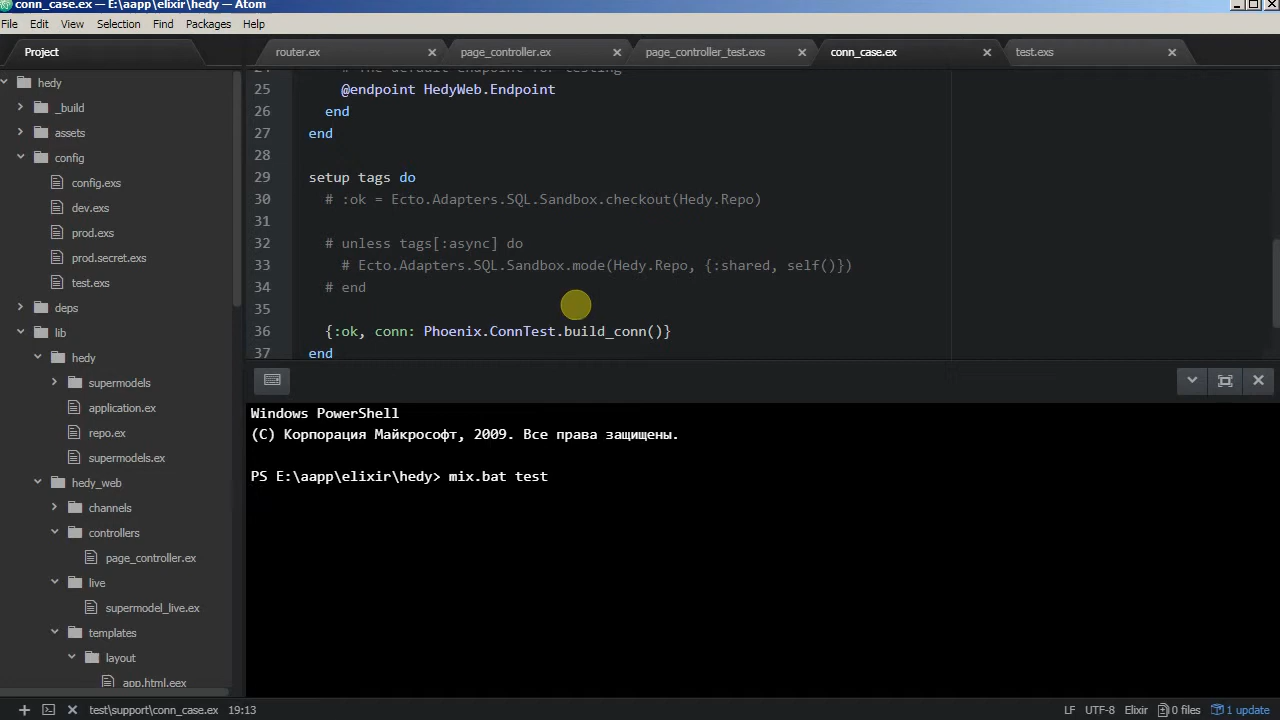 conn_case.ex — E:\aapp\elixir\hedy — Atom
File Edit View Selection Find Packages Help
Project
router.ex
page_controller.ex
page_controller_test.exs
conn_case.ex
test.exs
hedy
_build
assets
config
config.exs
dev.exs
prod.exs
prod.secret.exs
test.exs
deps
lib
hedy
supermodels
application.ex
repo.ex
supermodels.ex
hedy_web
channels
controllers
page_controller.ex
live
supermodel_live.ex
templates
layout
app.html.eex
# The default endpoint for testing
25 @endpoint HedyWeb.Endpoint
26 end
27 end
28
29 setup tags do
30 # :ok = Ecto.Adapters.SQL.Sandbox.checkout(Hedy.Repo)
31
32 # unless tags[:async] do
33 # Ecto.Adapters.SQL.Sandbox.mode(Hedy.Repo, {:shared, self()})
34 # end
35
36 {:ok, conn: Phoenix.ConnTest.build_conn()}
37 end
Windows PowerShell
(C) Корпорация Майкрософт, 2009. Все права защищены.
PS E:\aapp\elixir\hedy> mix.bat test
test\support\conn_case.ex 19:13
LF UTF-8 Elixir 0 files 1 update